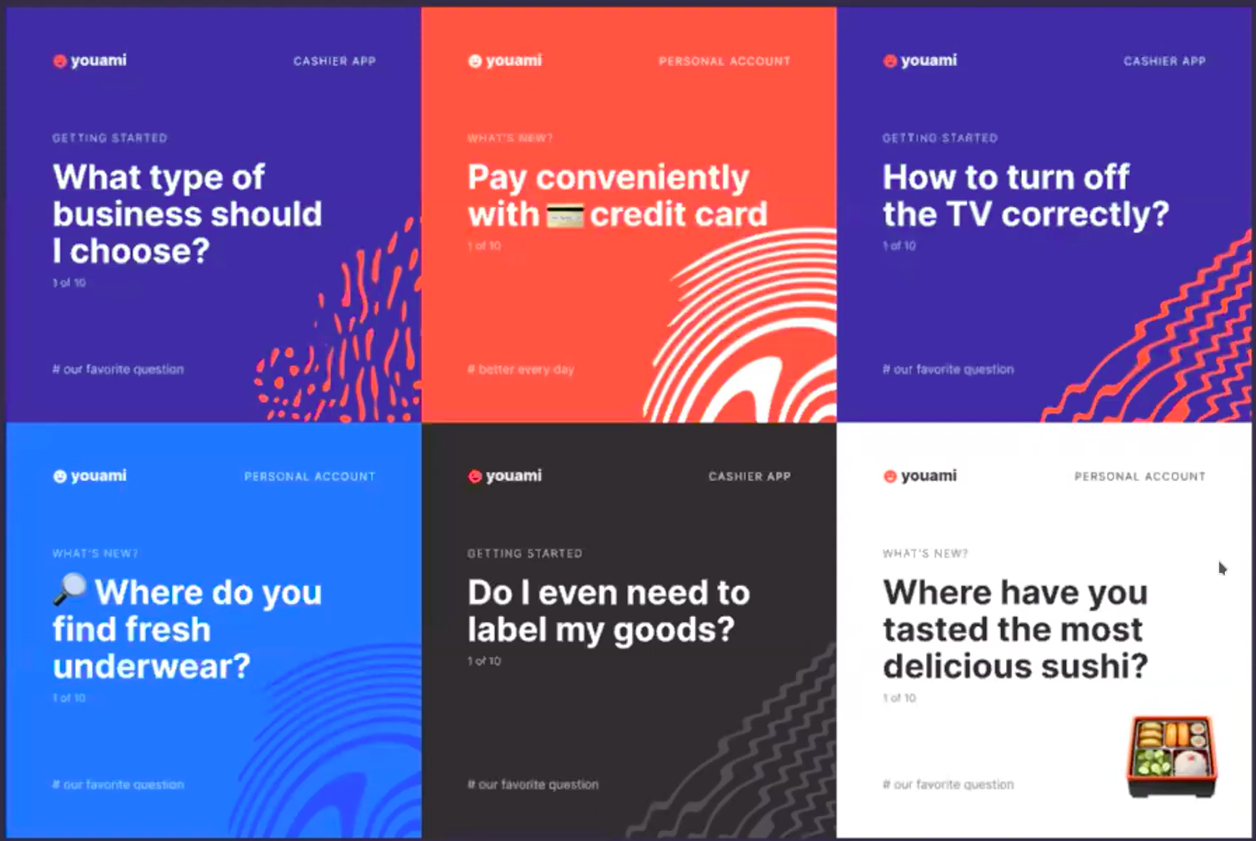 youami
CASHIER APP
GETTING STARTED
What type of
business should
I choose?
1 of 10
# our favorite question
youami
PERSONAL ACCOUNT
WHAT'S NEW?
Pay conveniently
with 💳 credit card
1 of 10
# better every day
youami
CASHIER APP
GETTING STARTED
How to turn off
the TV correctly?
1 of 10
# our favorite question
youami
PERSONAL ACCOUNT
WHAT'S NEW?
🔎 Where do you
find fresh
underwear?
1 of 10
# our favorite question
youami
CASHIER APP
GETTING STARTED
Do I even need to
label my goods?
1 of 10
# our favorite question
youami
PERSONAL ACCOUNT
WHAT'S NEW?
Where have you
tasted the most
delicious sushi?
1 of 10
# our favorite question